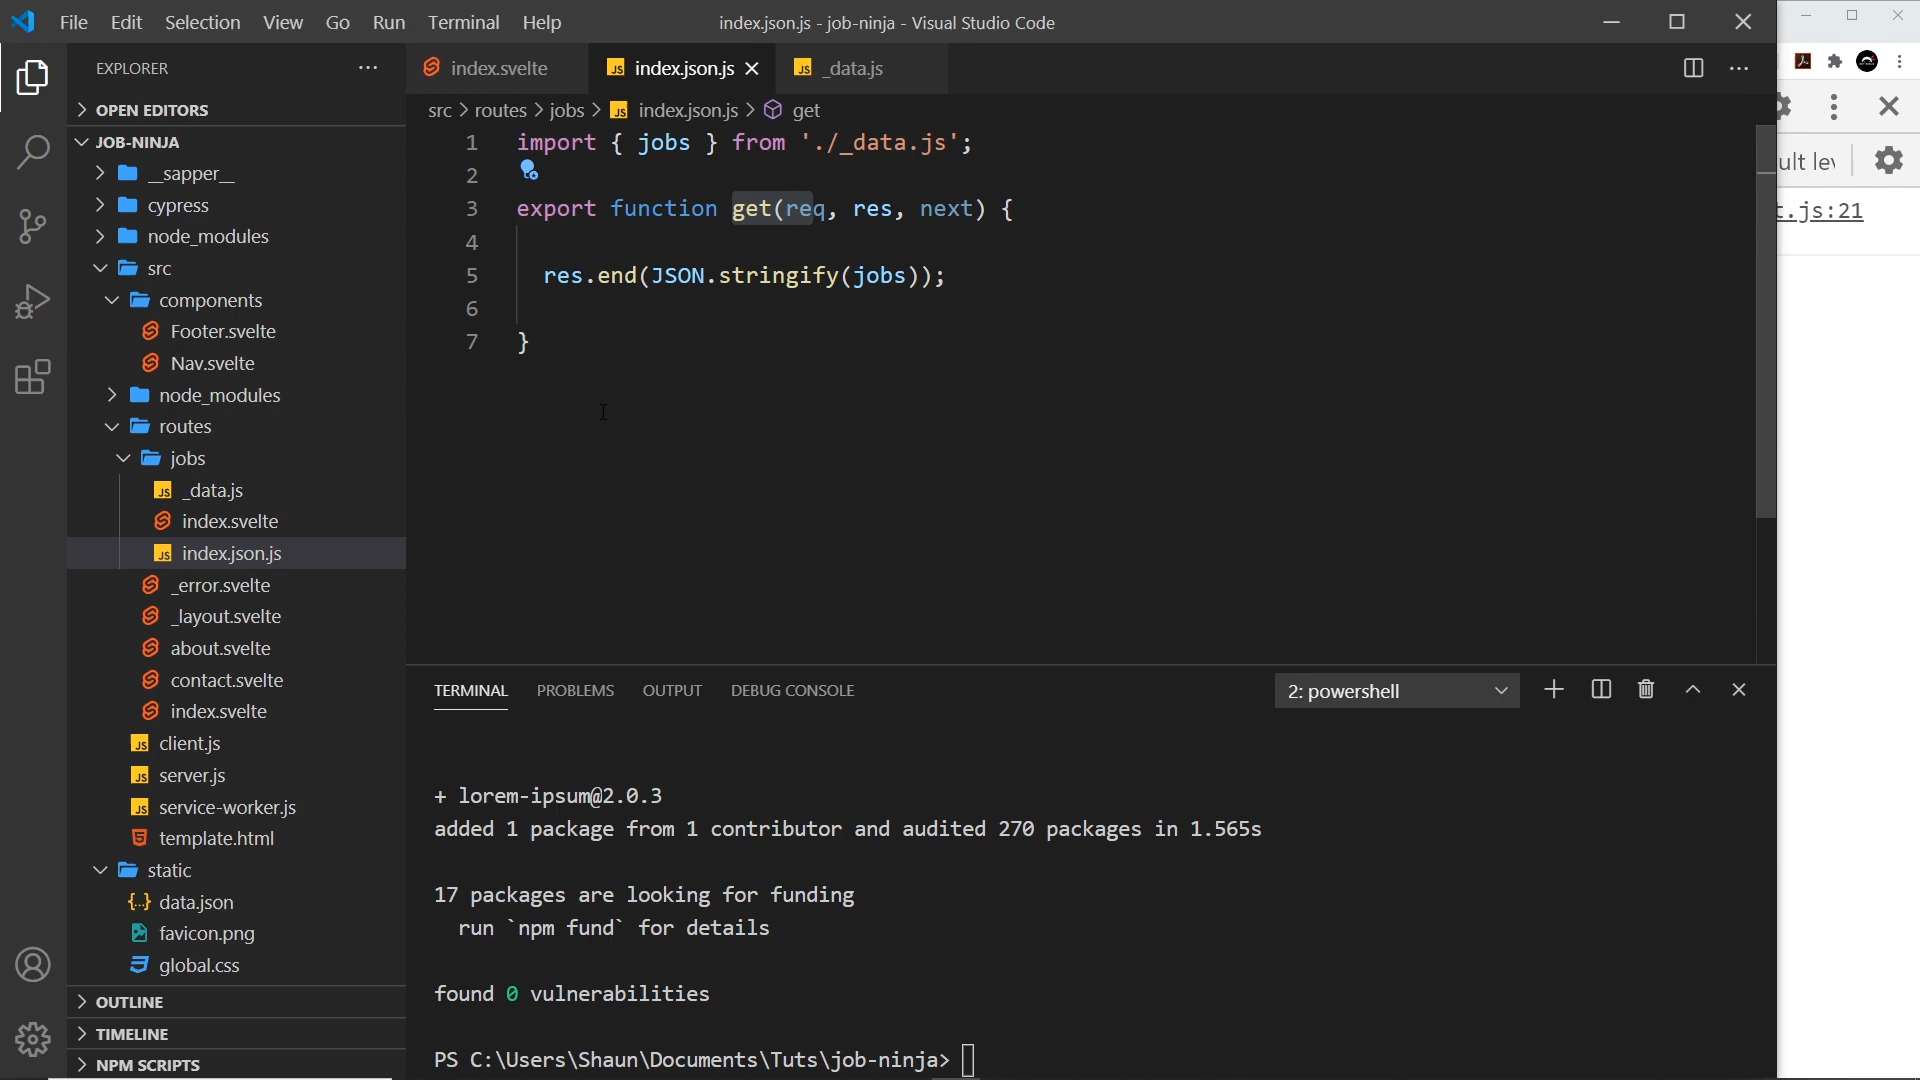 File Edit Selection View Go Run Terminal Help
index.json.js - job-ninja - Visual Studio Code
EXPLORER
OPEN EDITORS
JOB-NINJA
__sapper__
cypress
node_modules
src
components
Footer.svelte
Nav.svelte
node_modules
routes
jobs
_data.js
index.svelte
index.json.js
_error.svelte
_layout.svelte
about.svelte
contact.svelte
index.svelte
client.js
server.js
service-worker.js
template.html
static
data.json
favicon.png
global.css
OUTLINE
TIMELINE
NPM SCRIPTS
index.svelte index.json.js _data.js
src > routes > jobs > index.json.js > get
1 import { jobs } from './_data.js';
2
3 export function get(req, res, next) {
4
5 res.end(JSON.stringify(jobs));
6
7 }
TERMINAL PROBLEMS OUTPUT DEBUG CONSOLE
2: powershell
+ lorem-ipsum@2.0.3
added 1 package from 1 contributor and audited 270 packages in 1.565s
17 packages are looking for funding
run `npm fund` for details
found 0 vulnerabilities
PS C:\Users\Shaun\Documents\Tuts\job-ninja>
ult lev
t.js:21